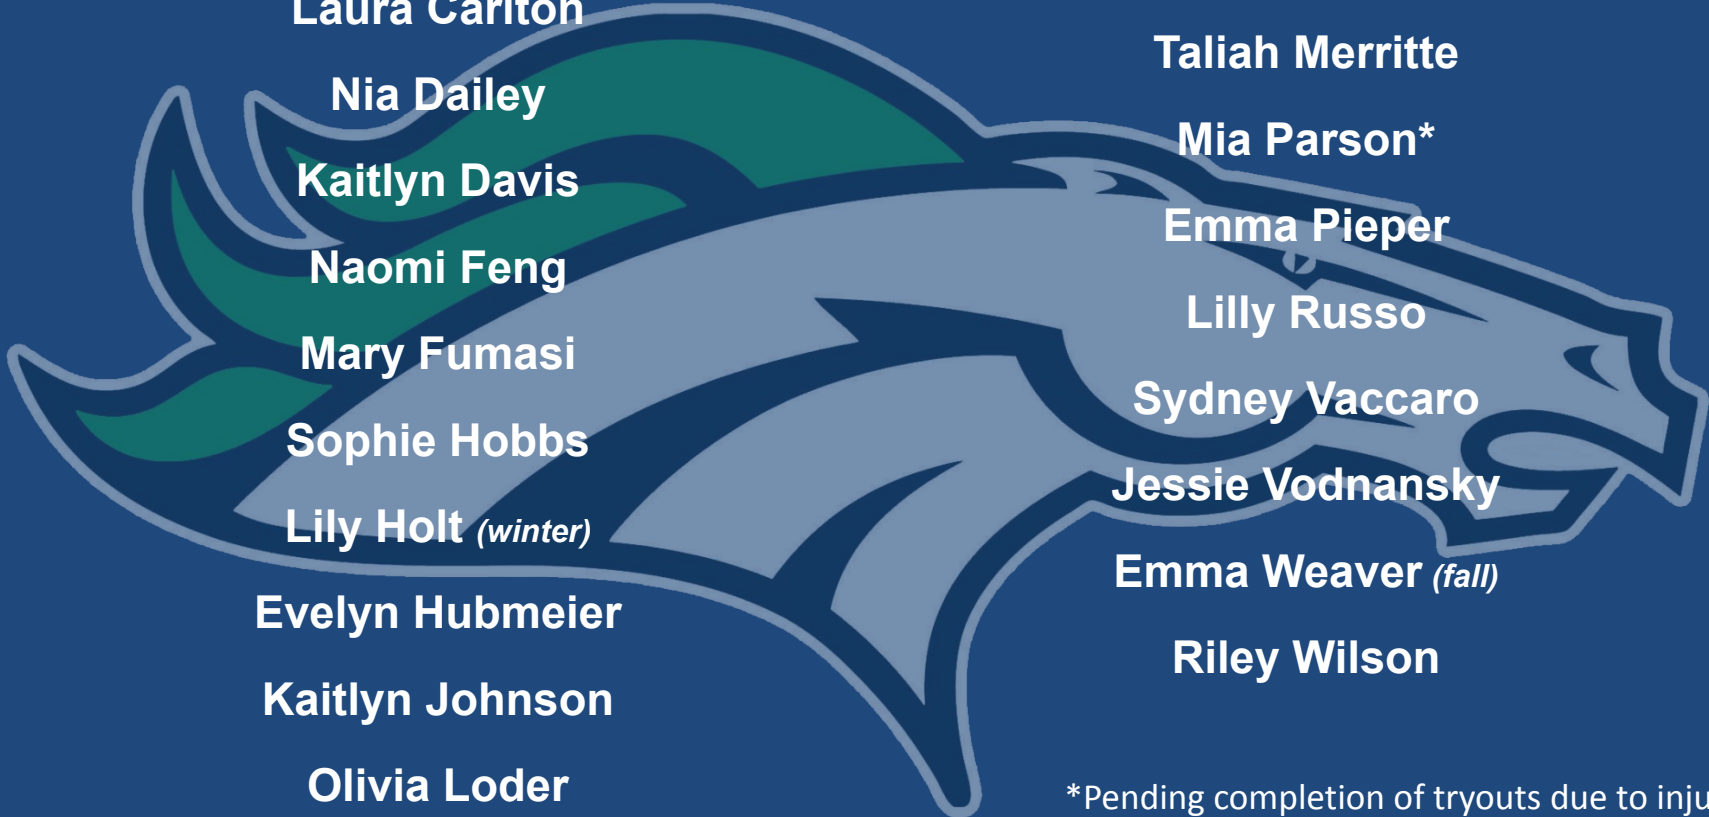 Laura Carlton
Nia Dailey
Kaitlyn Davis
Naomi Feng
Mary Fumasi
Sophie Hobbs
Lily Holt (winter)
Evelyn Hubmeier
Kaitlyn Johnson
Olivia Loder
Taliah Merritte
Mia Parson*
Emma Pieper
Lilly Russo
Sydney Vaccaro
Jessie Vodnansky
Emma Weaver (fall)
Riley Wilson
*Pending completion of tryouts due to